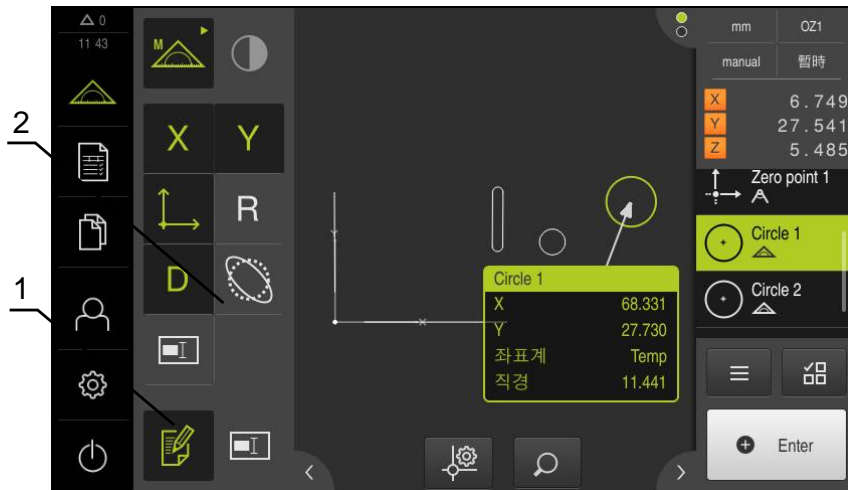 0
11 43
2
1
M
X
Y
R
D
Y
X
Circle 1
X 68.331
Y 27.730
좌표계 Temp
직경 11.441
mm OZ1
manual 暫時
X 6.749
Y 27.541
Z 5.485
Zero point 1
Circle 1
Circle 2
Enter